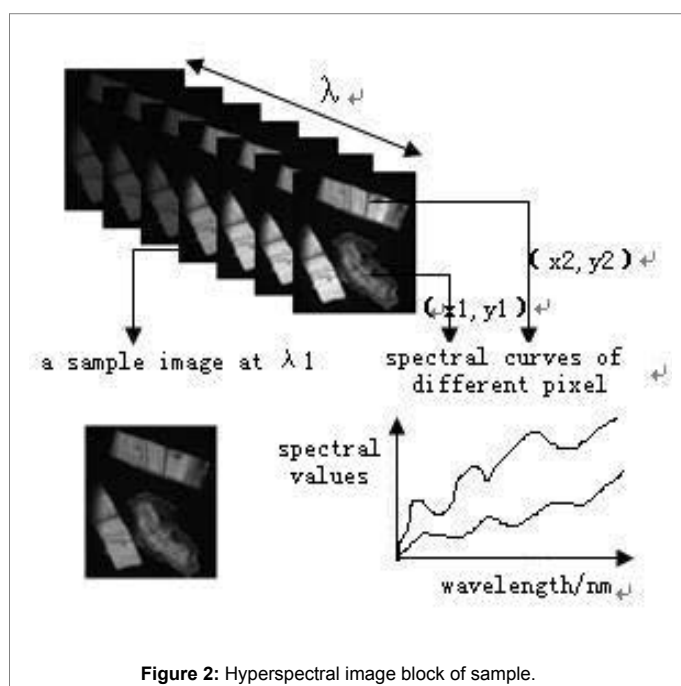 λ ↵
( x2, y2 ) ↵
( x1, y1 ) ↵
a sample image at λ1
spectral curves of
different pixel ↵
spectral
values
wavelength/nm ↵
Figure 2: Hyperspectral image block of sample.